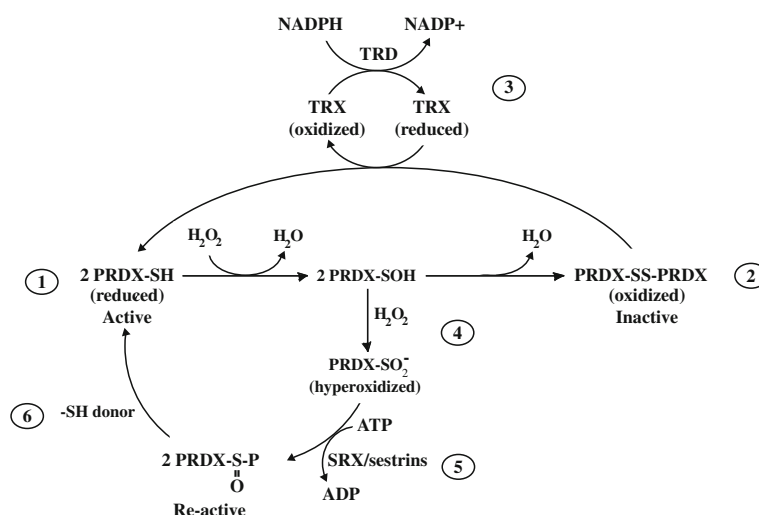 NADPH NADP+
TRD
3
TRX TRX
(oxidized) (reduced)
H₂O₂ H₂O H₂O
1 2 PRDX-SH 2 PRDX-SOH PRDX-SS-PRDX 2
(reduced) (oxidized)
Active Inactive
H₂O₂ 4
PRDX-SO₂⁻
(hyperoxidized)
6 -SH donor ATP
2 PRDX-S-P SRX/sestrins 5
O ADP
Re-active